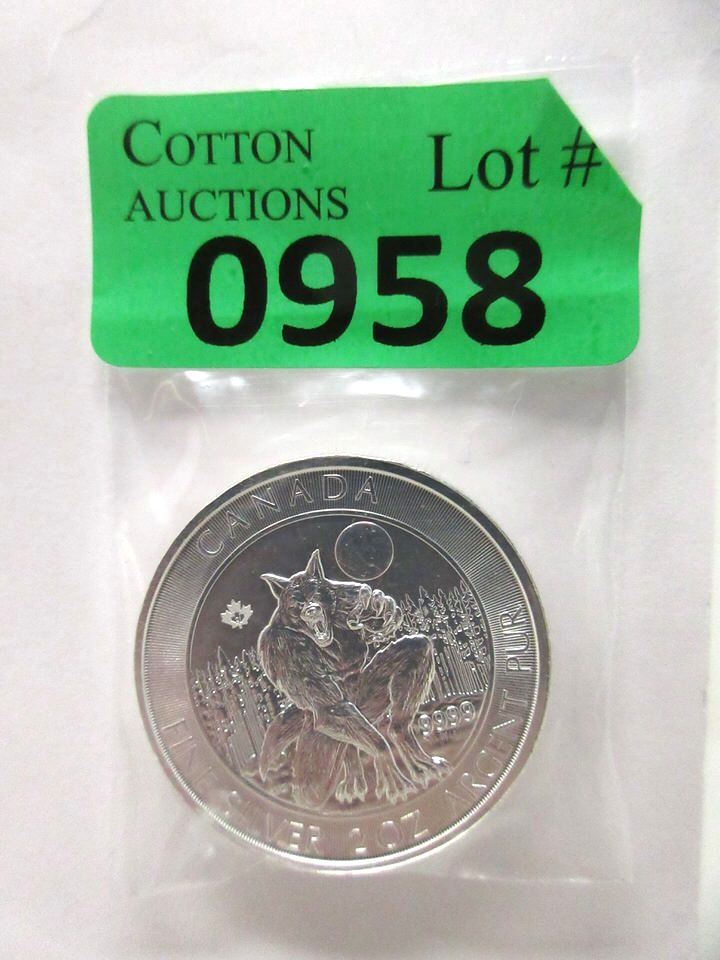 COTTON
AUCTIONS
Lot #
0958
CANADA
9999
FINE SILVER 2 OZ ARGENT PUR